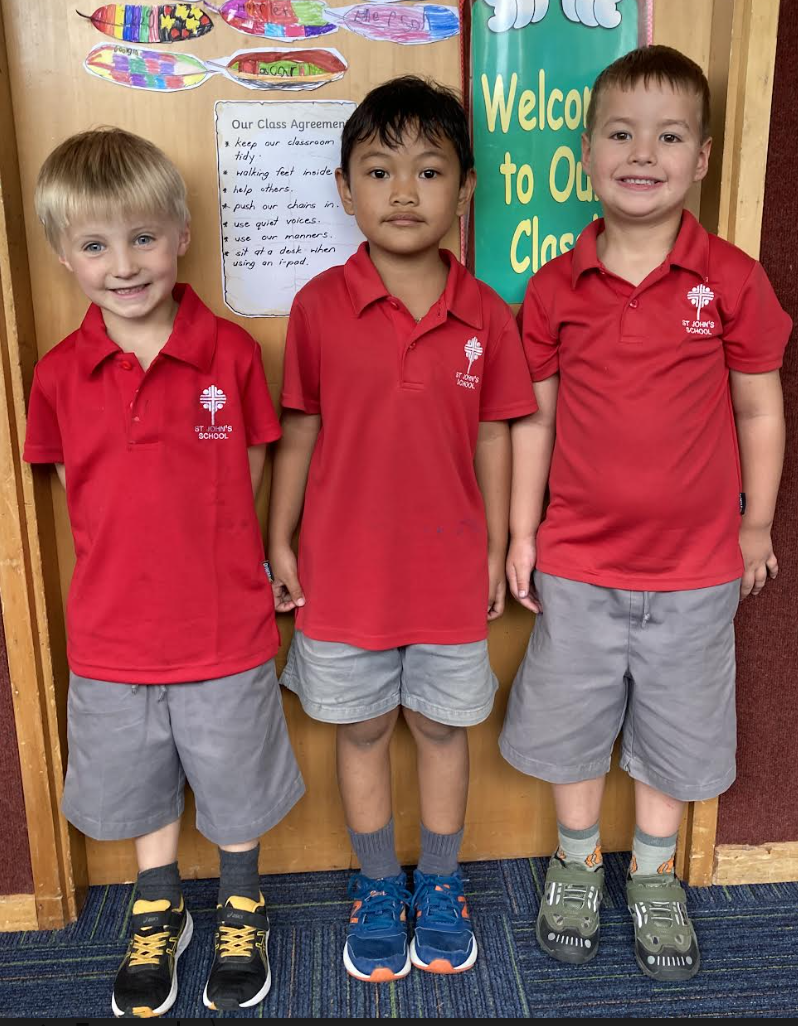 Our Class Agreemen
* keep our classroom
tidy.
* walking feet inside
* help others.
* push our chairs in.
* use quiet voices.
* use our manners.
* sit at a desk when
using an i-pad.
Welco
to Ou
Clas
ST JOHN'S
SCHOOL
ST JOHN'S
SCHOOL
ST JOHN'S
SCHOOL